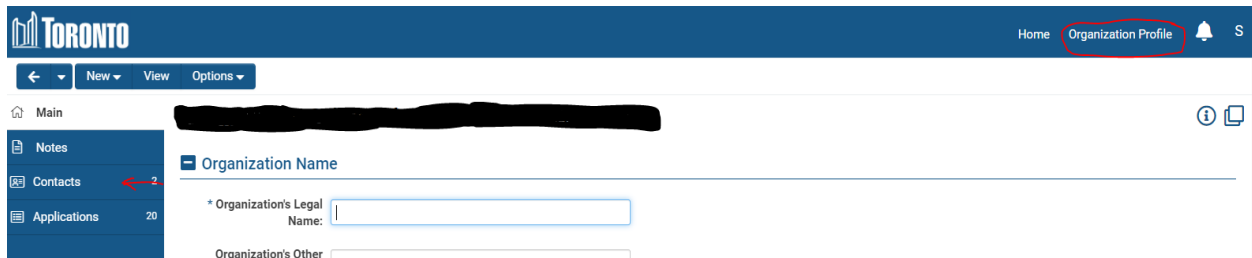 TORONTO
Home Organization Profile S
New View Options
Main
Notes
Contacts 2
Applications 20
Organization Name
* Organization's Legal Name:
Organization's Other